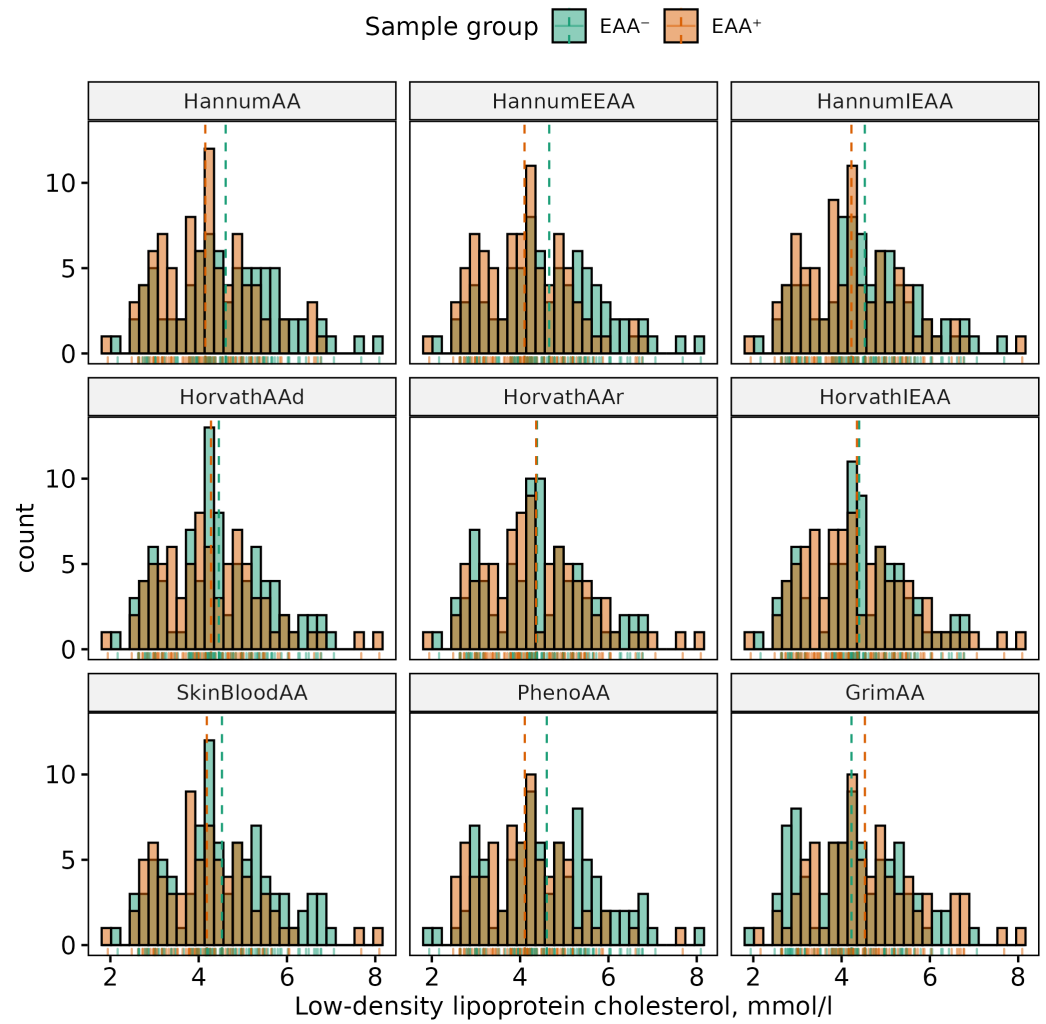 Sample group EAA⁻ EAA⁺
HannumAA HannumEEAA HannumIEAA
10
5
0
HorvathAAd HorvathAAr HorvathIEAA
10
5
0
count
SkinBloodAA PhenoAA GrimAA
10
5
0
2 4 6 8 2 4 6 8 2 4 6 8
Low-density lipoprotein cholesterol, mmol/l